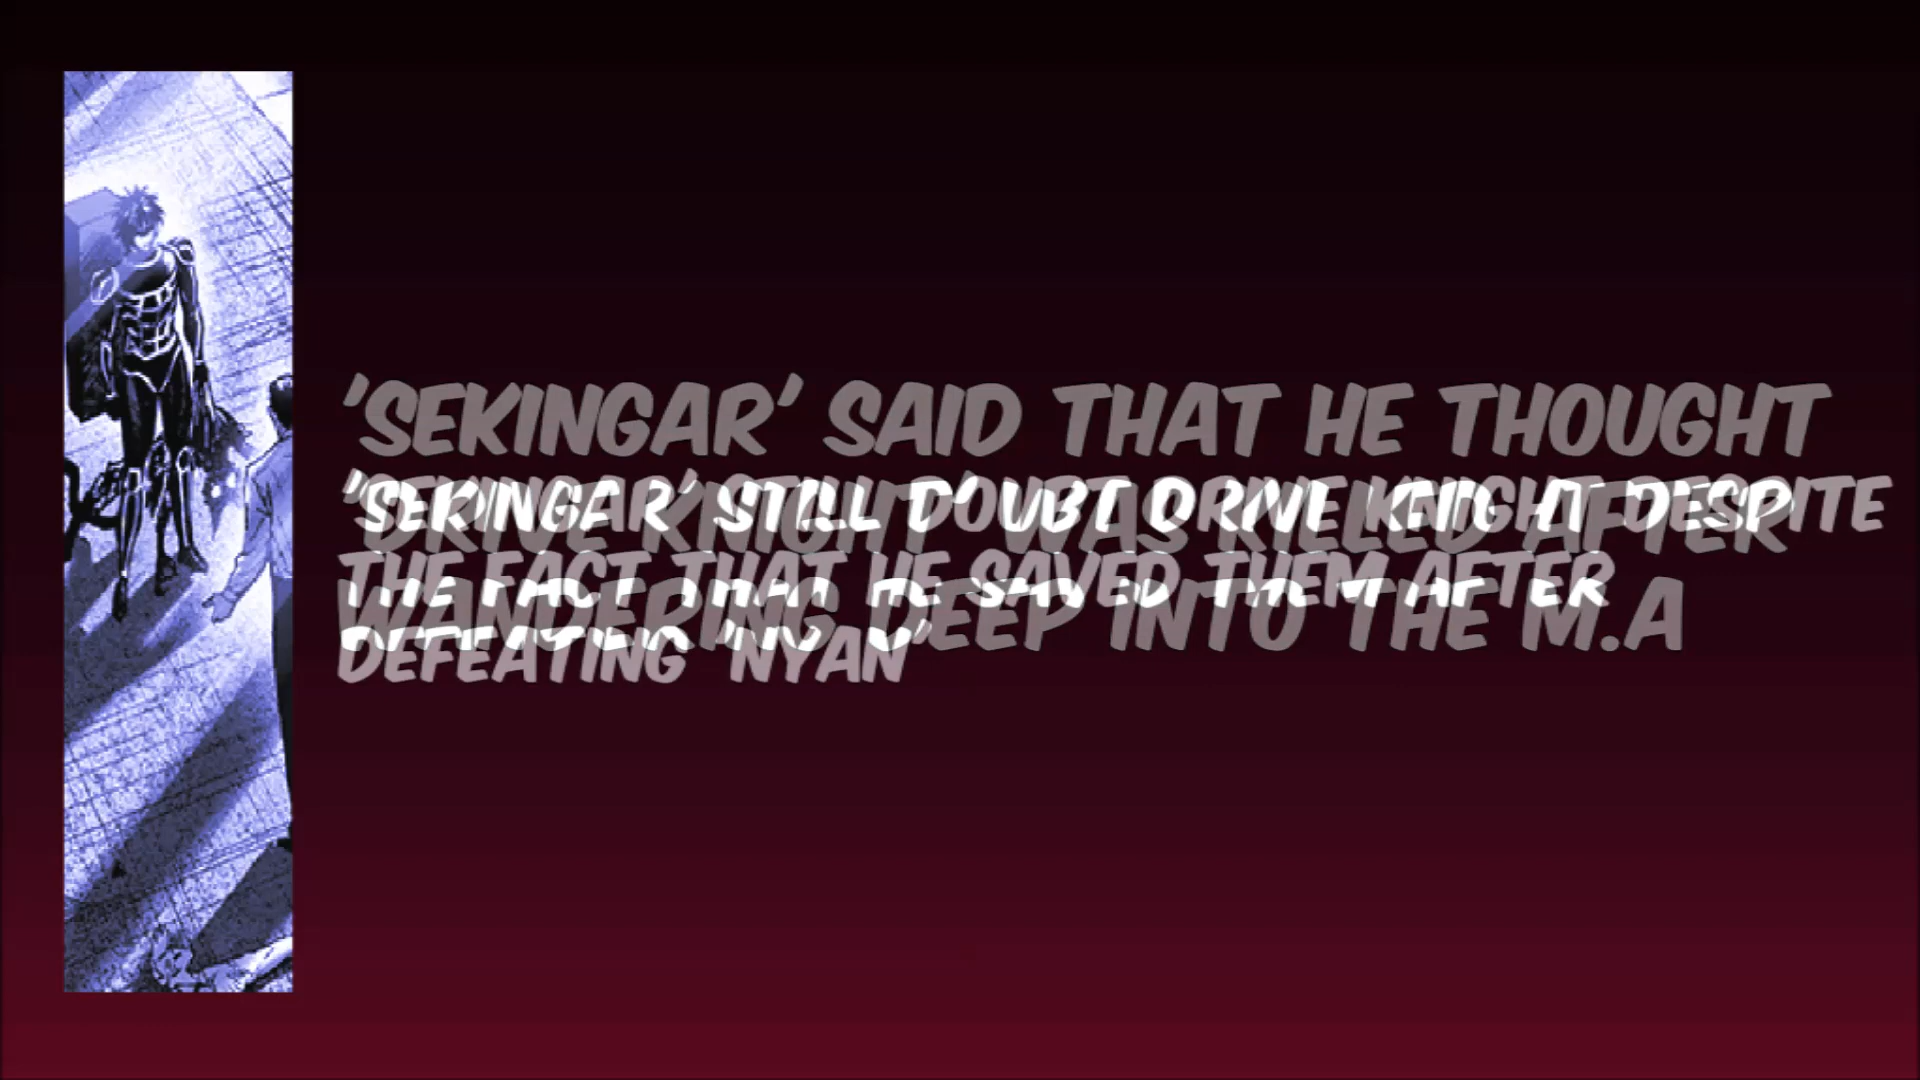 'SEKINGAR' SAID THAT HE THOUGHT
'DRIVE KNIGHT' WAS KILLED AFTER
WANDERING DEEP INTO THE M.A
'SEKINGAR' STILL DOUBT DRIVE KNIGHT DESPITE
THE FACT THAT HE SAVED THEM AFTER
DEFEATING 'NYAN'